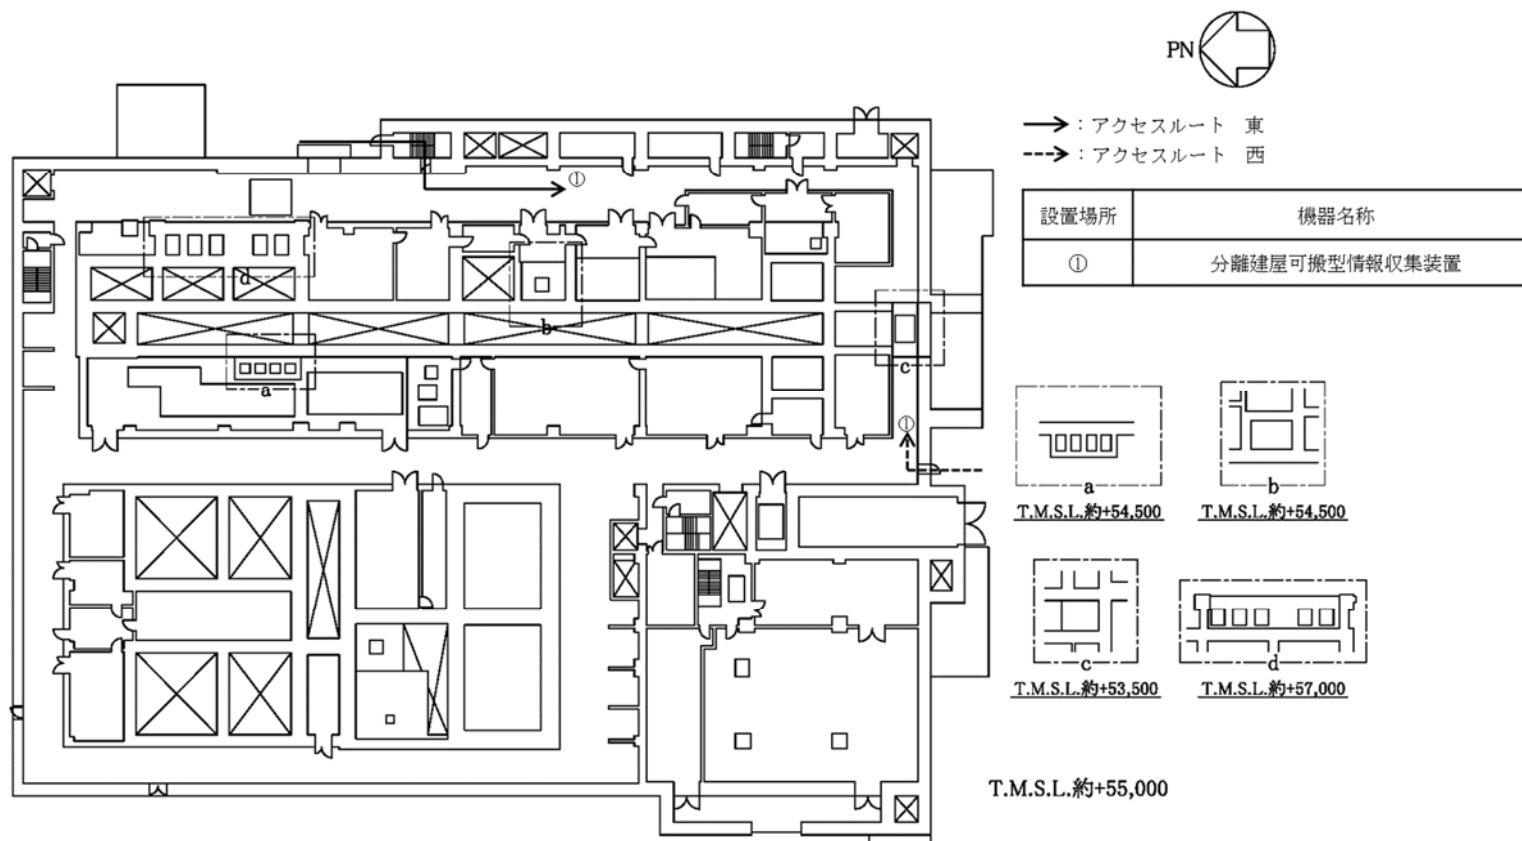 PN
→：アクセスルート 東
⇢：アクセスルート 西
設置場所 機器名称
① 分離建屋可搬型情報収集装置
①
d
b
a
c
①
a
T.M.S.L.約+54,500
b
T.M.S.L.約+54,500
c
T.M.S.L.約+53,500
d
T.M.S.L.約+57,000
T.M.S.L.約+55,000